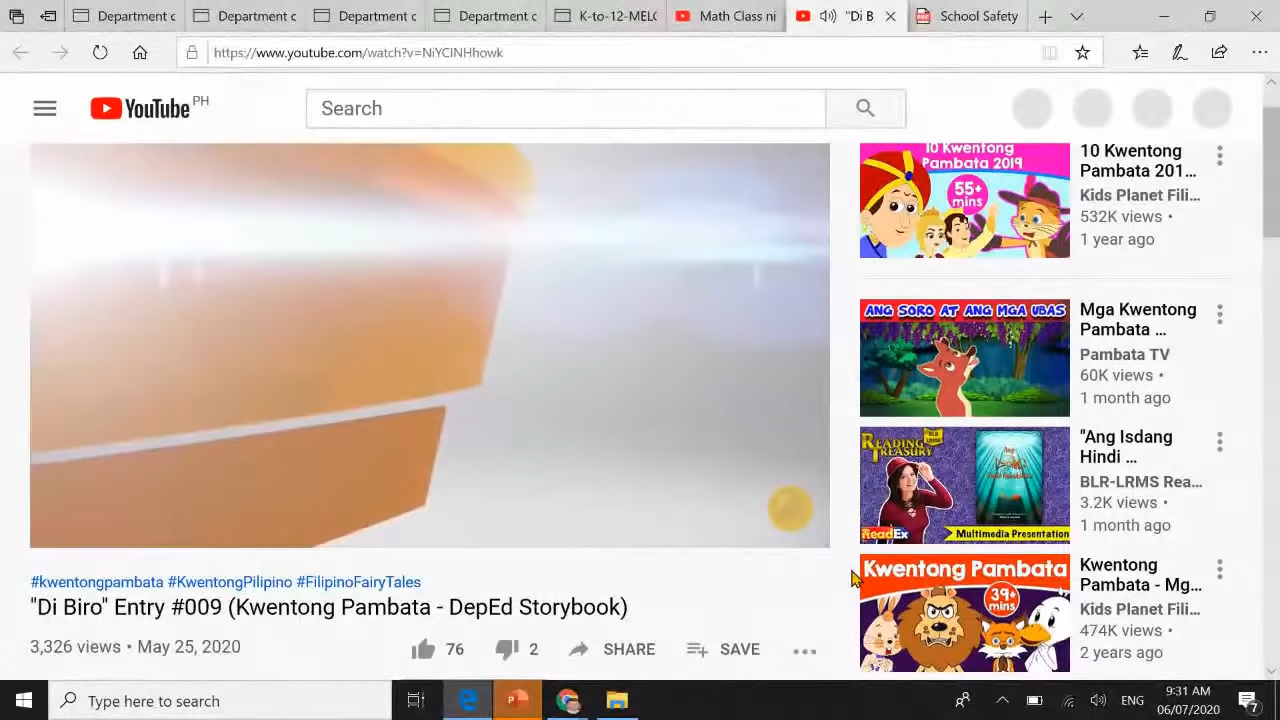 Department c
Department c
Department c
Department c
K-to-12-MELC
Math Class ni
"Di B
School Safety
https://www.youtube.com/watch?v=NiYCINHhowk
YouTube PH
Search
10 Kwentong
Pambata 2019
55+
mins
10 Kwentong
Pambata 201...
Kids Planet Fili...
532K views •
1 year ago
ANG SORO AT ANG MGA UBAS
Mga Kwentong
Pambata ...
Pambata TV
60K views •
1 month ago
READING
TREASURY
BLR
LRMS
Ang
ReadEx
Multimedia Presentation
"Ang Isdang
Hindi ...
BLR-LRMS Rea...
3.2K views •
1 month ago
Kwentong Pambata
39+
mins
Kwentong
Pambata - Mg...
Kids Planet Fili...
474K views •
2 years ago
#kwentongpambata #KwentongPilipino #FilipinoFairyTales
"Di Biro" Entry #009 (Kwentong Pambata - DepEd Storybook)
3,326 views • May 25, 2020
76
2
SHARE
SAVE
Type here to search
ENG
9:31 AM
06/07/2020
7